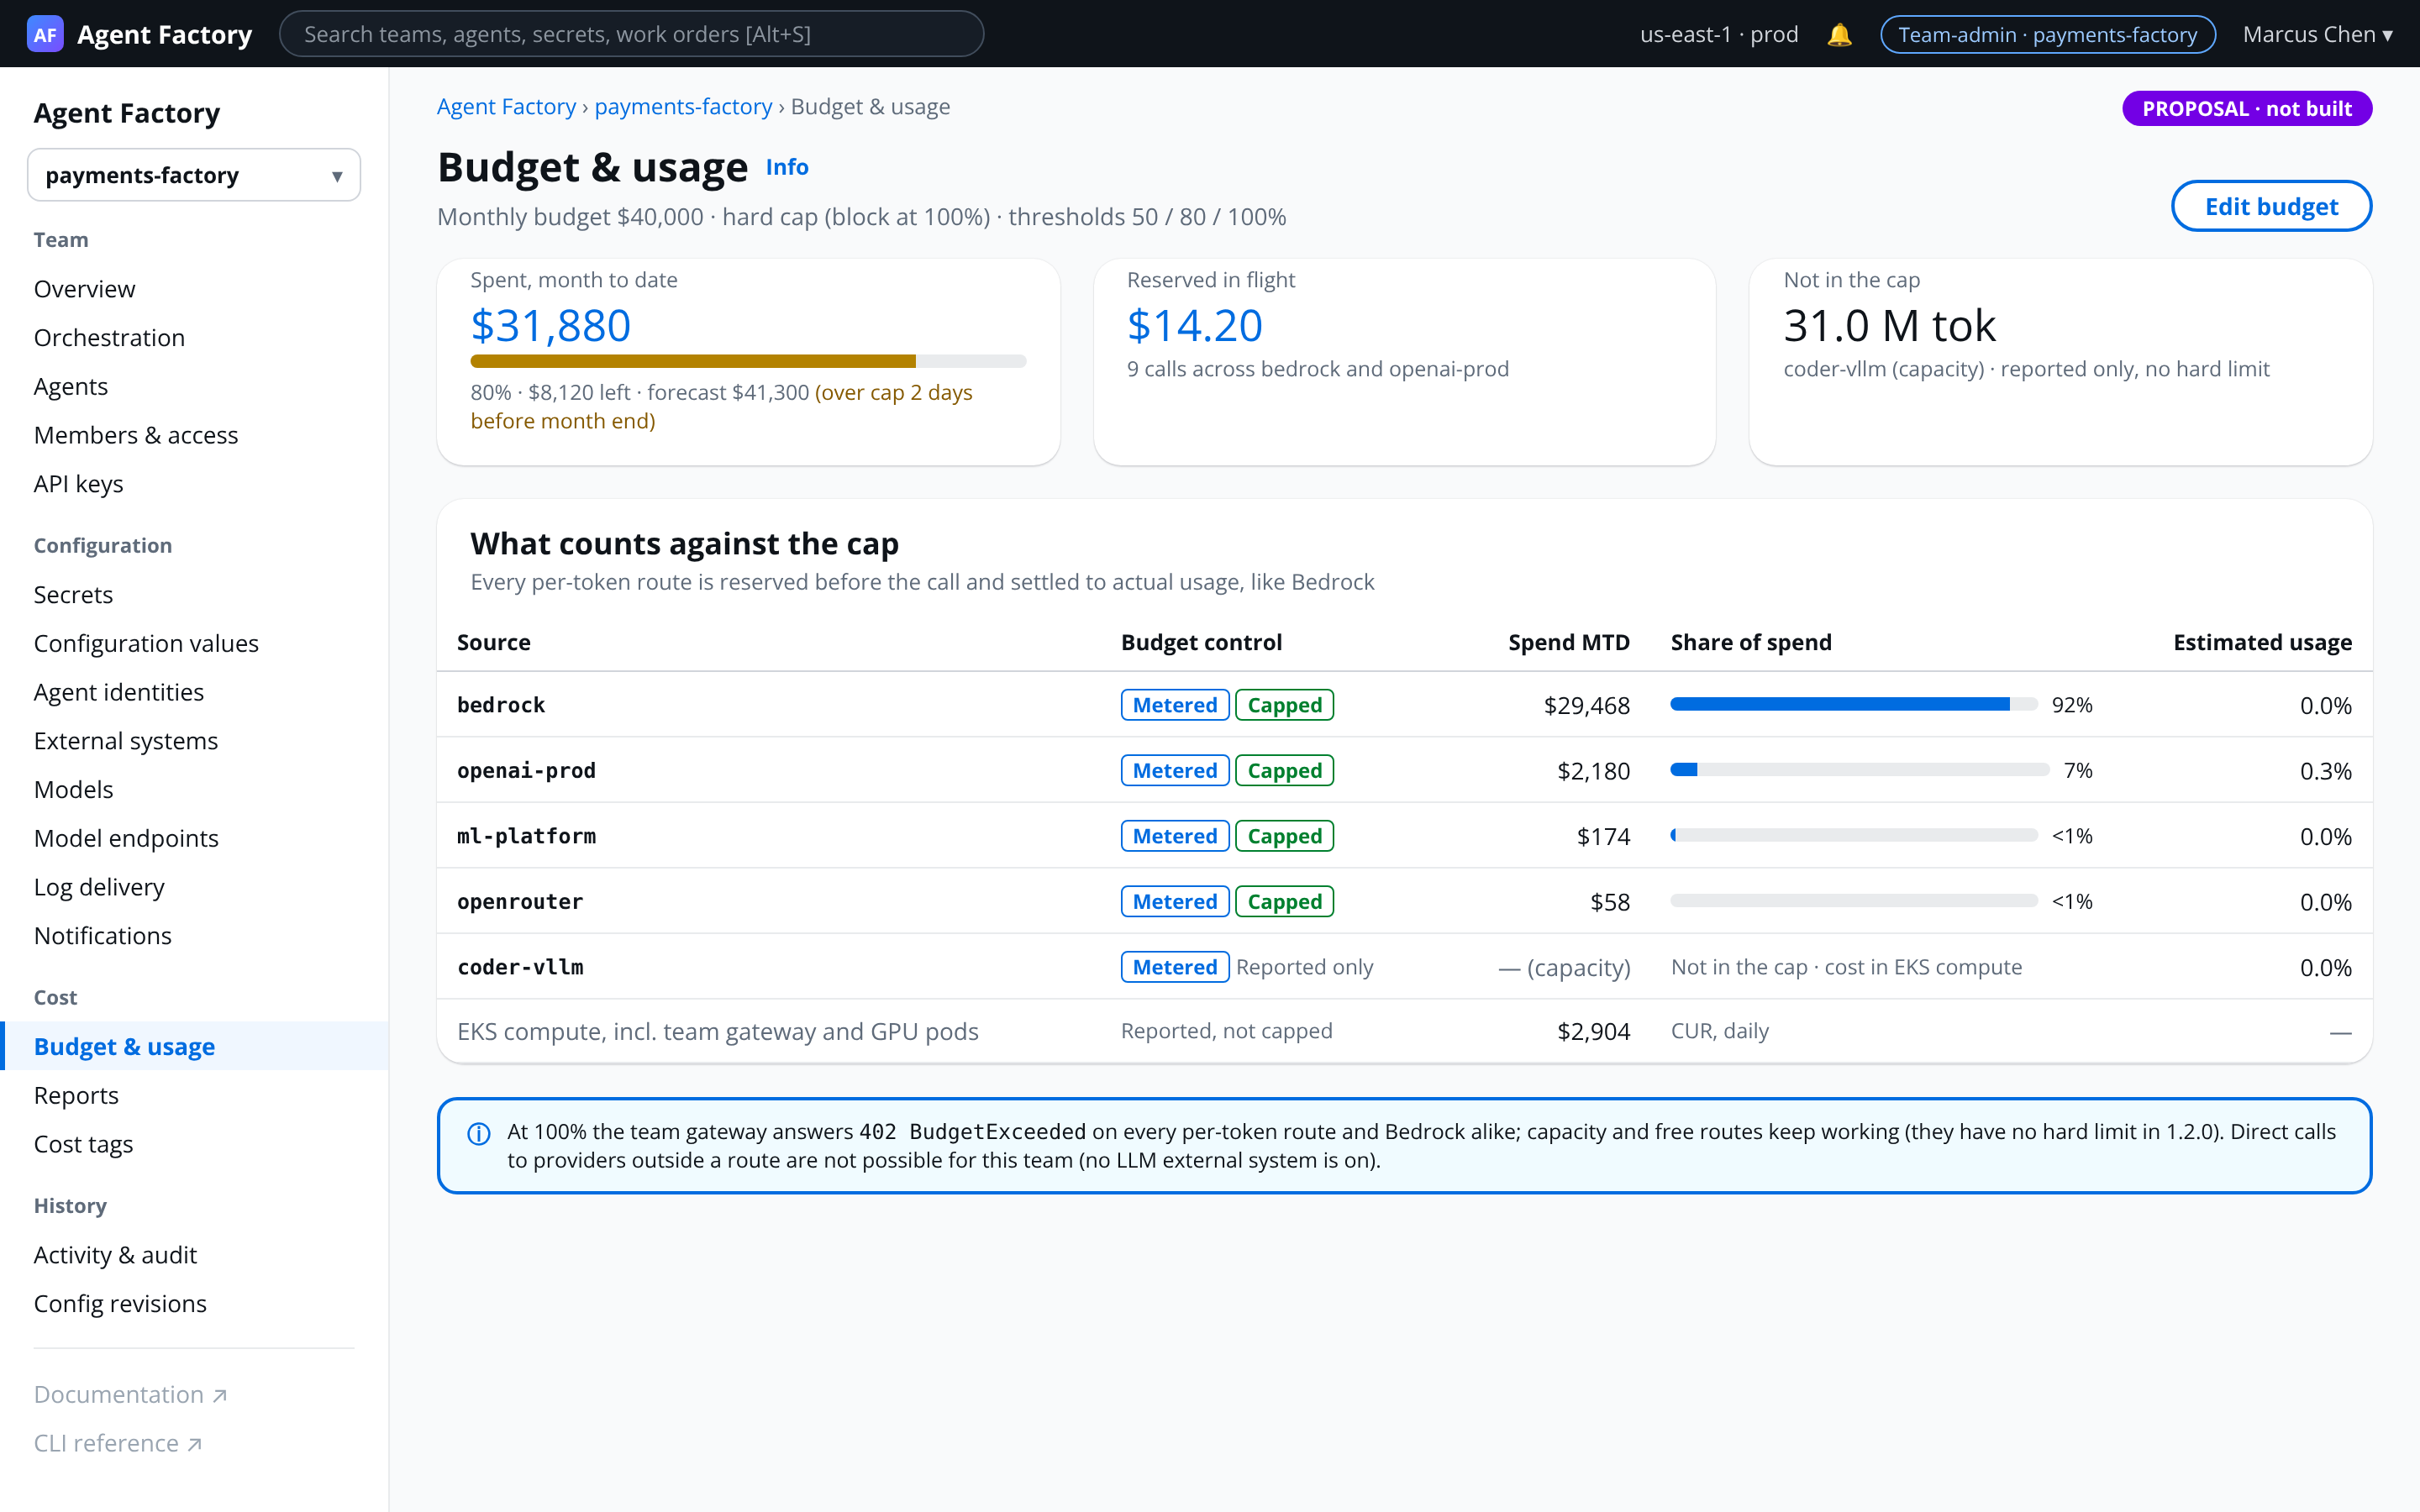 AF Agent Factory
Search teams, agents, secrets, work orders [Alt+S]
us-east-1 · prod
Team-admin · payments-factory
Marcus Chen ▾
Agent Factory
payments-factory ▾
Team
Overview
Orchestration
Agents
Members & access
API keys
Configuration
Secrets
Configuration values
Agent identities
External systems
Models
Model endpoints
Log delivery
Notifications
Cost
Budget & usage
Reports
Cost tags
History
Activity & audit
Config revisions
Documentation ↗
CLI reference ↗
Agent Factory › payments-factory › Budget & usage
PROPOSAL · not built
Budget & usage Info
Monthly budget $40,000 · hard cap (block at 100%) · thresholds 50 / 80 / 100%
Edit budget
Spent, month to date
$31,880
80% · $8,120 left · forecast $41,300 (over cap 2 days
before month end)
Reserved in flight
$14.20
9 calls across bedrock and openai-prod
Not in the cap
31.0 M tok
coder-vllm (capacity) · reported only, no hard limit
What counts against the cap
Every per-token route is reserved before the call and settled to actual usage, like Bedrock
Source Budget control Spend MTD Share of spend Estimated usage
bedrock Metered Capped $29,468 92% 0.0%
openai-prod Metered Capped $2,180 7% 0.3%
ml-platform Metered Capped $174 <1% 0.0%
openrouter Metered Capped $58 <1% 0.0%
coder-vllm Metered Reported only — (capacity) Not in the cap · cost in EKS compute 0.0%
EKS compute, incl. team gateway and GPU pods Reported, not capped $2,904 CUR, daily —
At 100% the team gateway answers 402 BudgetExceeded on every per-token route and Bedrock alike; capacity and free routes keep working (they have no hard limit in 1.2.0). Direct calls
to providers outside a route are not possible for this team (no LLM external system is on).